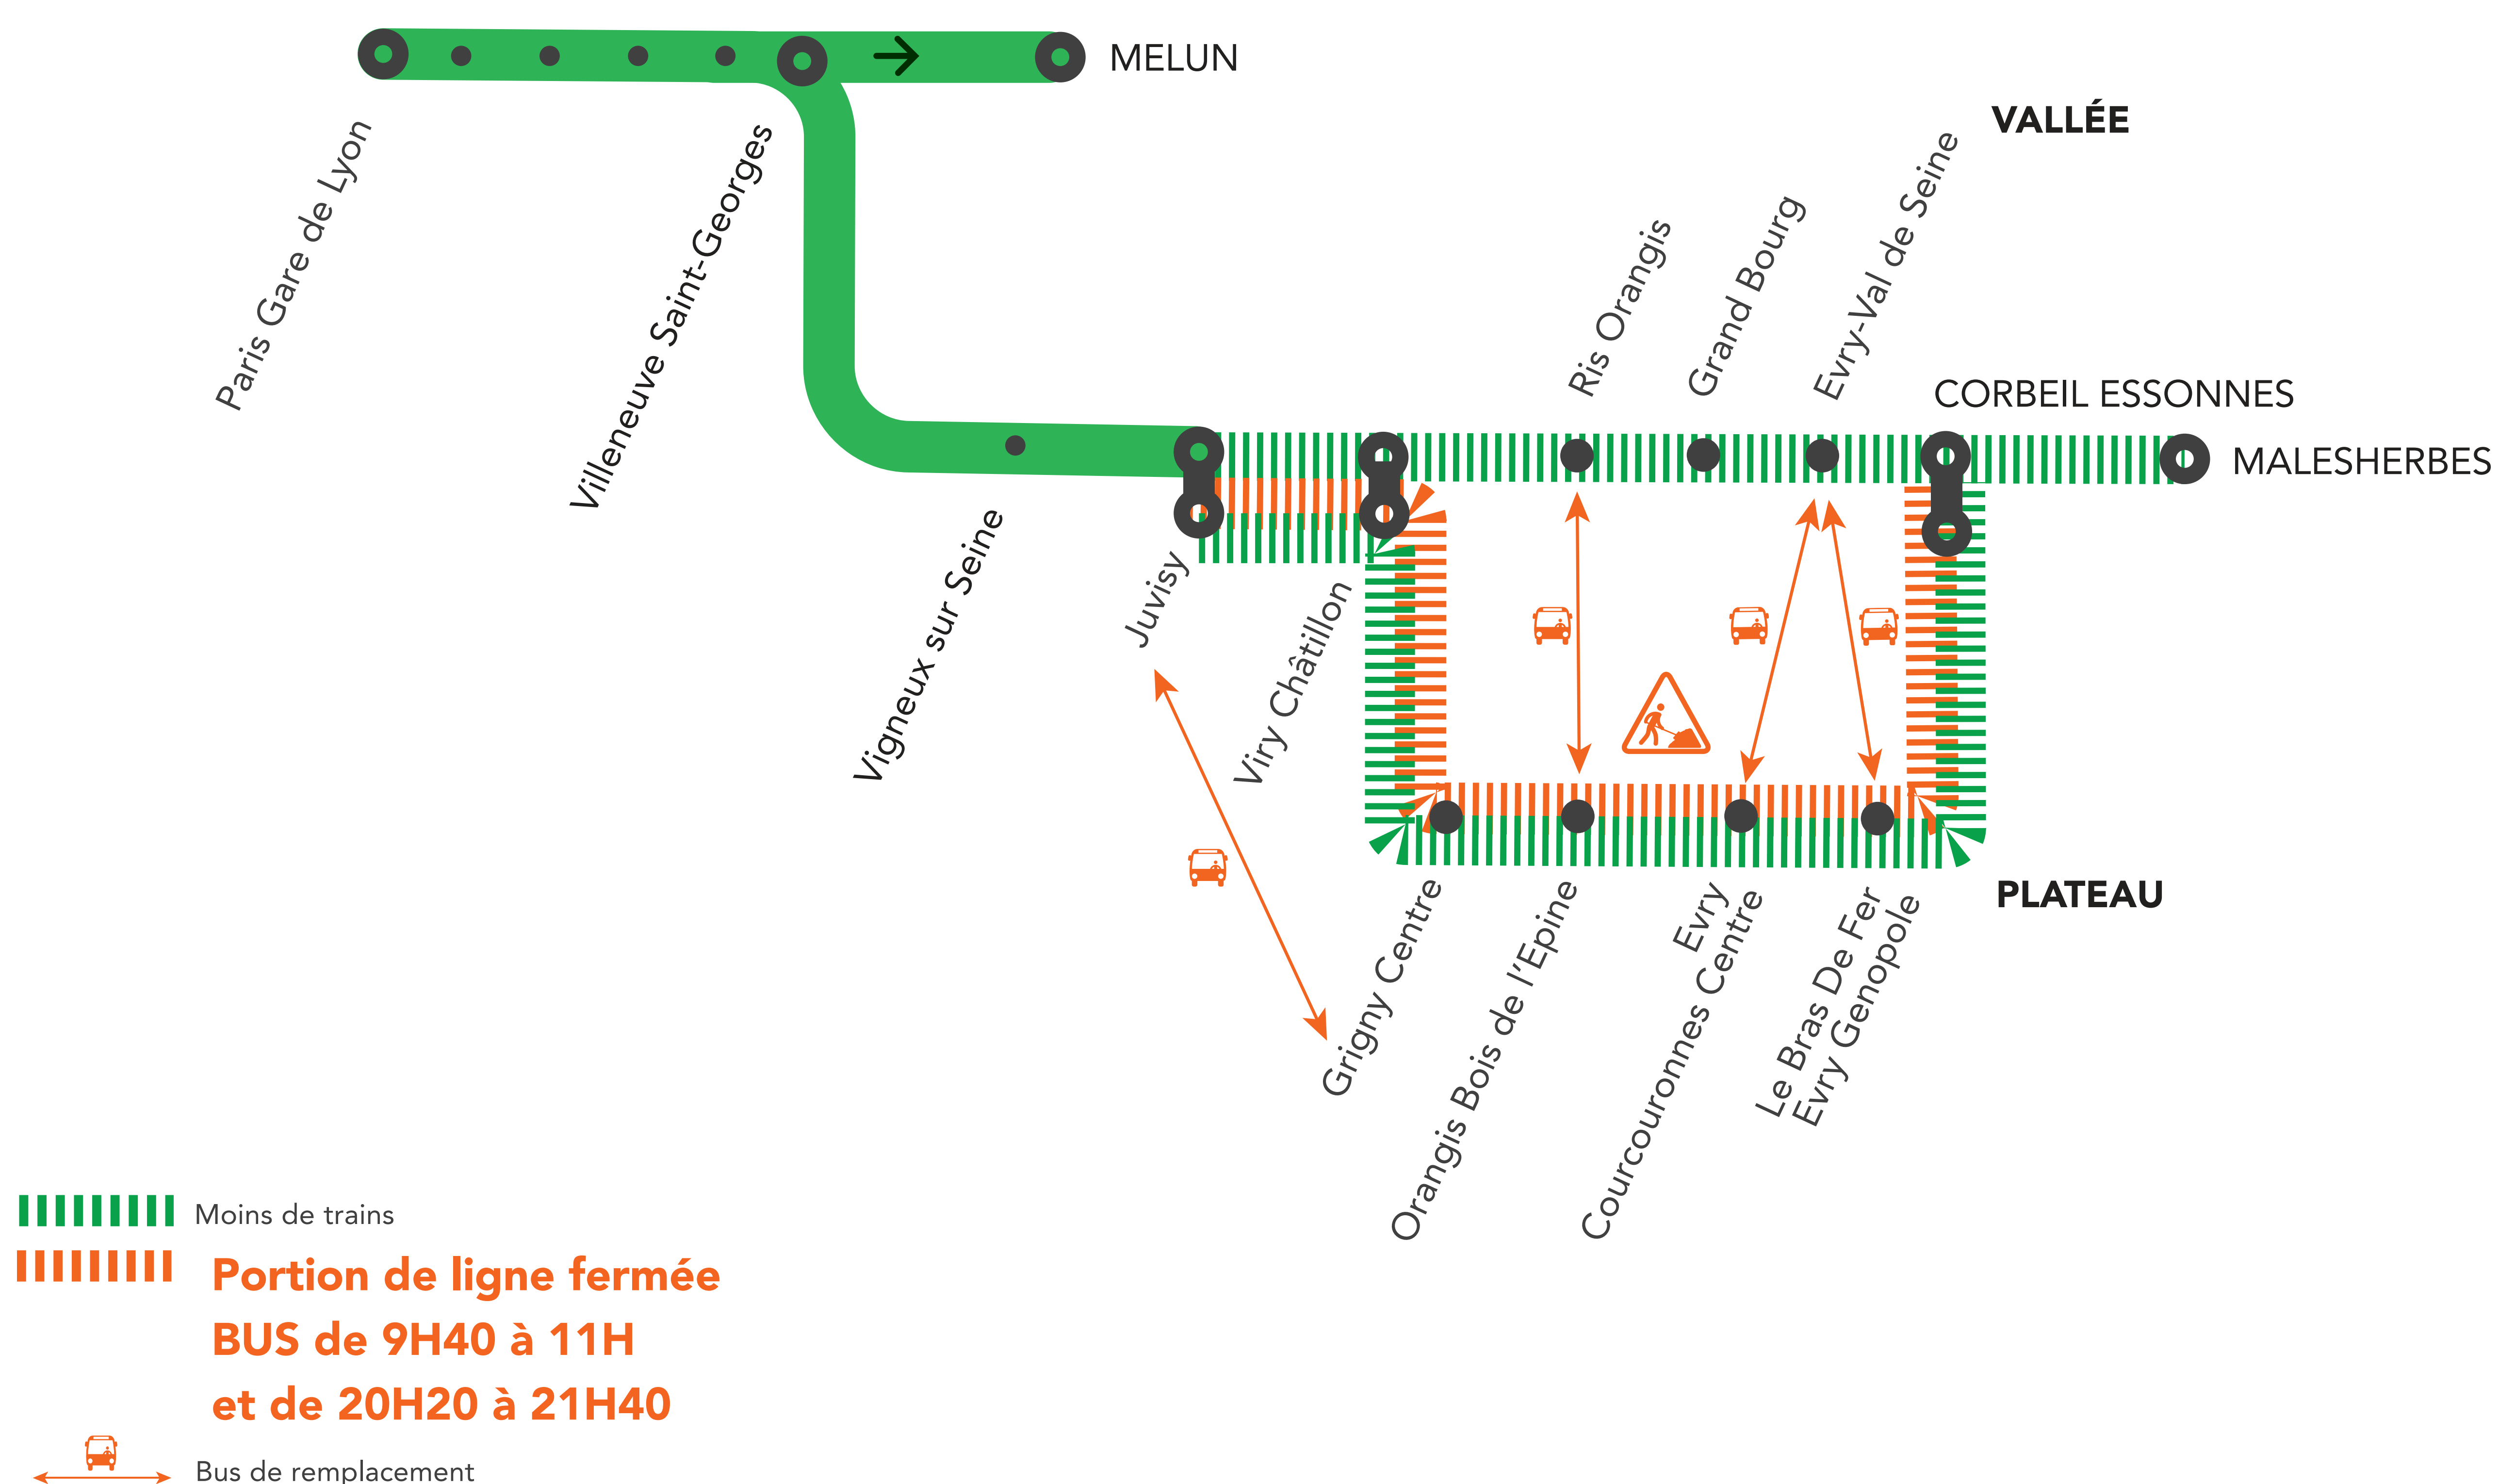 MELUN
VALLÉE
Paris Gare de Lyon
Villeneuve Saint-Georges
Ris Orangis
Grand Bourg
Evry-Val de Seine
CORBEIL ESSONNES
MALESHERBES
Vigneux sur Seine
Juvisy
Viry Châtillon
PLATEAU
Grigny Centre
Orangis Bois de l'Epine
Evry
Courcouronnes Centre
Le Bras De Fer
Evry Genopole
Moins de trains
Portion de ligne fermée
BUS de 9H40 à 11H
et de 20H20 à 21H40
Bus de remplacement